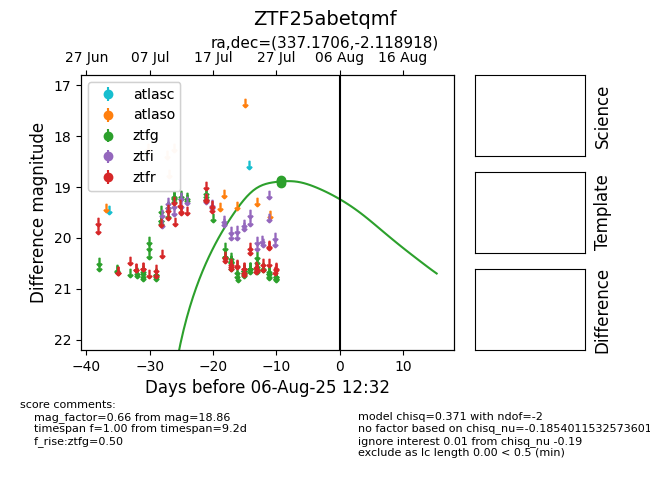 ZTF25abetqmf
ra,dec=(337.1706,-2.118918)
27 Jun 07 Jul 17 Jul 27 Jul 06 Aug 16 Aug
17
18
19
20
21
22
Difference magnitude
atlasc
atlaso
ztfg
ztfi
ztfr
−40 −30 −20 −10 0 10
Days before 06-Aug-25 12:32
Science
Template
Difference
score comments:
mag_factor=0.66 from mag=18.86
timespan f=1.00 from timespan=9.2d
f_rise:ztfg=0.50
model chisq=0.371 with ndof=-2
no factor based on chisq_nu=-0.1854011532573601
ignore interest 0.01 from chisq_nu -0.19
exclude as lc length 0.00 < 0.5 (min)